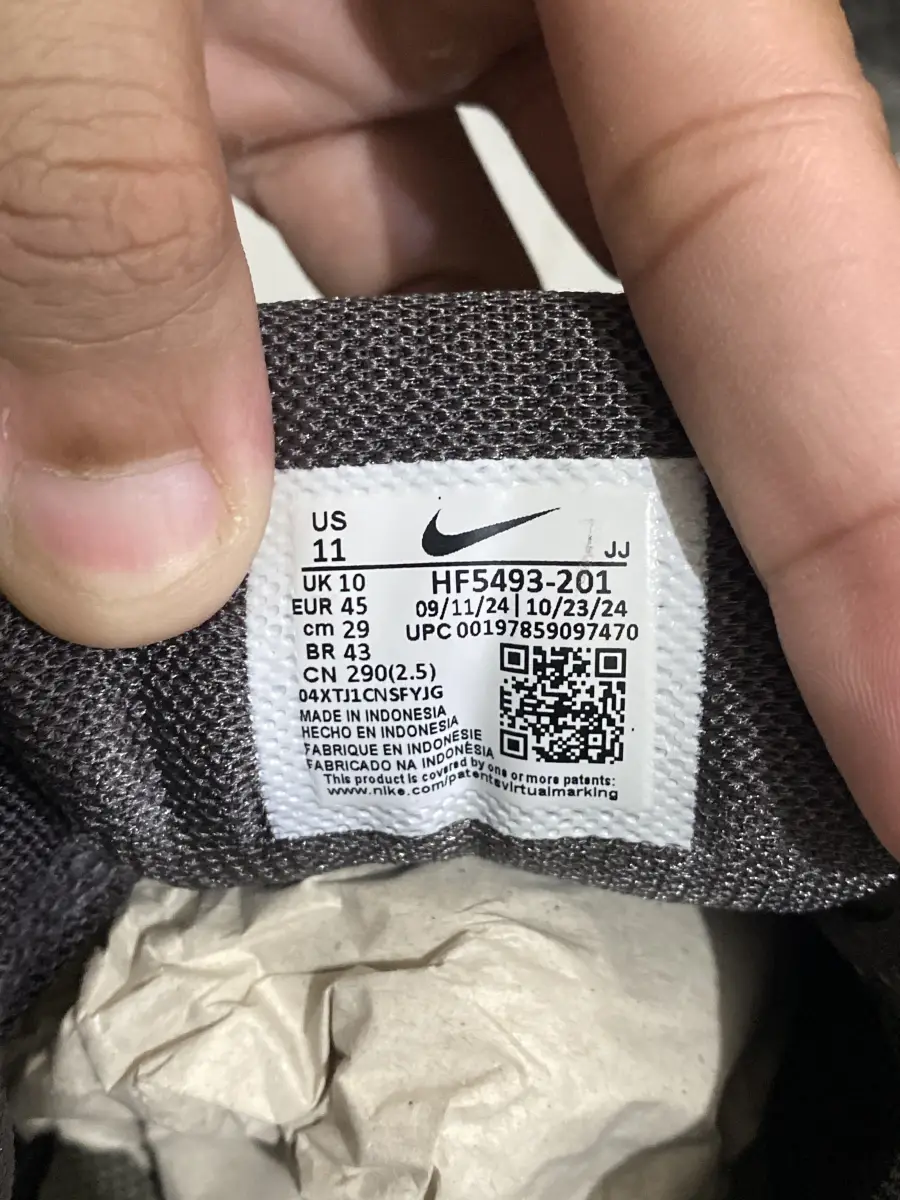 US
11
JJ
UK 10
HF5493-201
EUR 45
09/11/24 | 10/23/24
cm 29
UPC 00197859097470
BR 43
CN 290(2.5)
04XTJ1CNSFYJG
MADE IN INDONESIA
HECHO EN INDONESIA
FABRIQUE EN INDONESIE
FABRICADO NA INDONÉSIA
This product is covered by one or more patents:
www.nike.com/patentsvirtualmarking